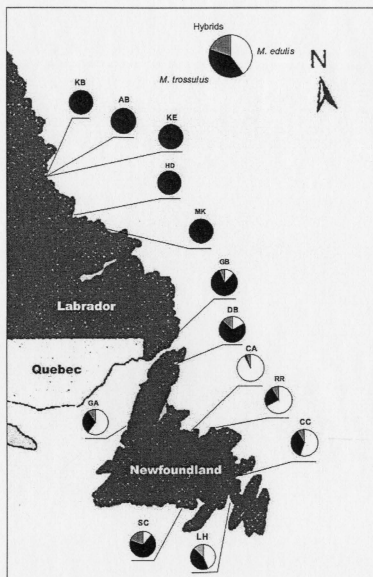 Hybrids
M. edulis
M. trossulus
N
KB
AB
KE
HD
MK
GB
Labrador
DB
CA
Quebec
RR
GA
CC
Newfoundland
SC
LH